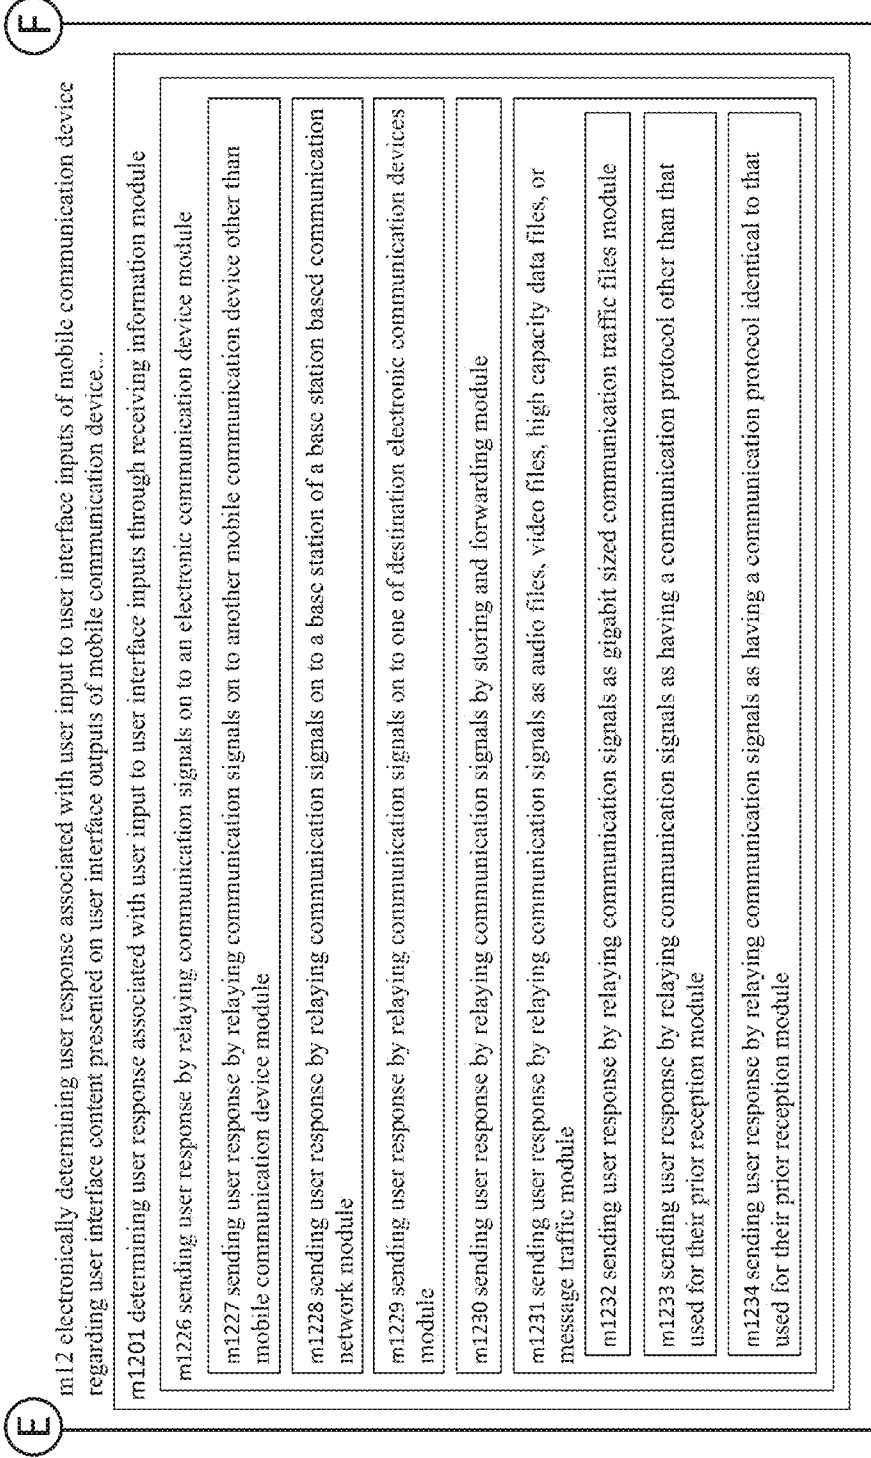 E
F
m12 electronically determining user response associated with user input to user interface inputs of mobile communication device
regarding user interface content presented on user interface outputs of mobile communication device...
m1201 determining user response associated with user input to user interface inputs through receiving information module
m1226 sending user response by relaying communication signals on to an electronic communication device module
m1227 sending user response by relaying communication signals on to another mobile communication device other than
mobile communication device module
m1228 sending user response by relaying communication signals on to a base station of a base station based communication
network module
m1229 sending user response by relaying communication signals on to one of destination electronic communication devices
module
m1230 sending user response by relaying communication signals by storing and forwarding module
m1231 sending user response by relaying communication signals as audio files, video files, high capacity data files, or
message traffic module
m1232 sending user response by relaying communication signals as gigabit sized communication traffic files module
m1233 sending user response by relaying communication signals as having a communication protocol other than that
used for their prior reception module
m1234 sending user response by relaying communication signals as having a communication protocol identical to that
used for their prior reception module